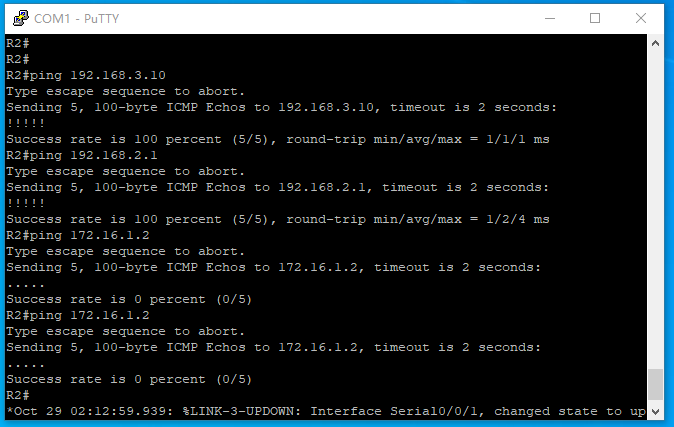 COM1 - PuTTY
R2#
R2#
R2#ping 192.168.3.10
Type escape sequence to abort.
Sending 5, 100-byte ICMP Echos to 192.168.3.10, timeout is 2 seconds:
!!!!!
Success rate is 100 percent (5/5), round-trip min/avg/max = 1/1/1 ms
R2#ping 192.168.2.1
Type escape sequence to abort.
Sending 5, 100-byte ICMP Echos to 192.168.2.1, timeout is 2 seconds:
!!!!!
Success rate is 100 percent (5/5), round-trip min/avg/max = 1/2/4 ms
R2#ping 172.16.1.2
Type escape sequence to abort.
Sending 5, 100-byte ICMP Echos to 172.16.1.2, timeout is 2 seconds:
.....
Success rate is 0 percent (0/5)
R2#ping 172.16.1.2
Type escape sequence to abort.
Sending 5, 100-byte ICMP Echos to 172.16.1.2, timeout is 2 seconds:
.....
Success rate is 0 percent (0/5)
R2#
*Oct 29 02:12:59.939: %LINK-3-UPDOWN: Interface Serial0/0/1, changed state to up